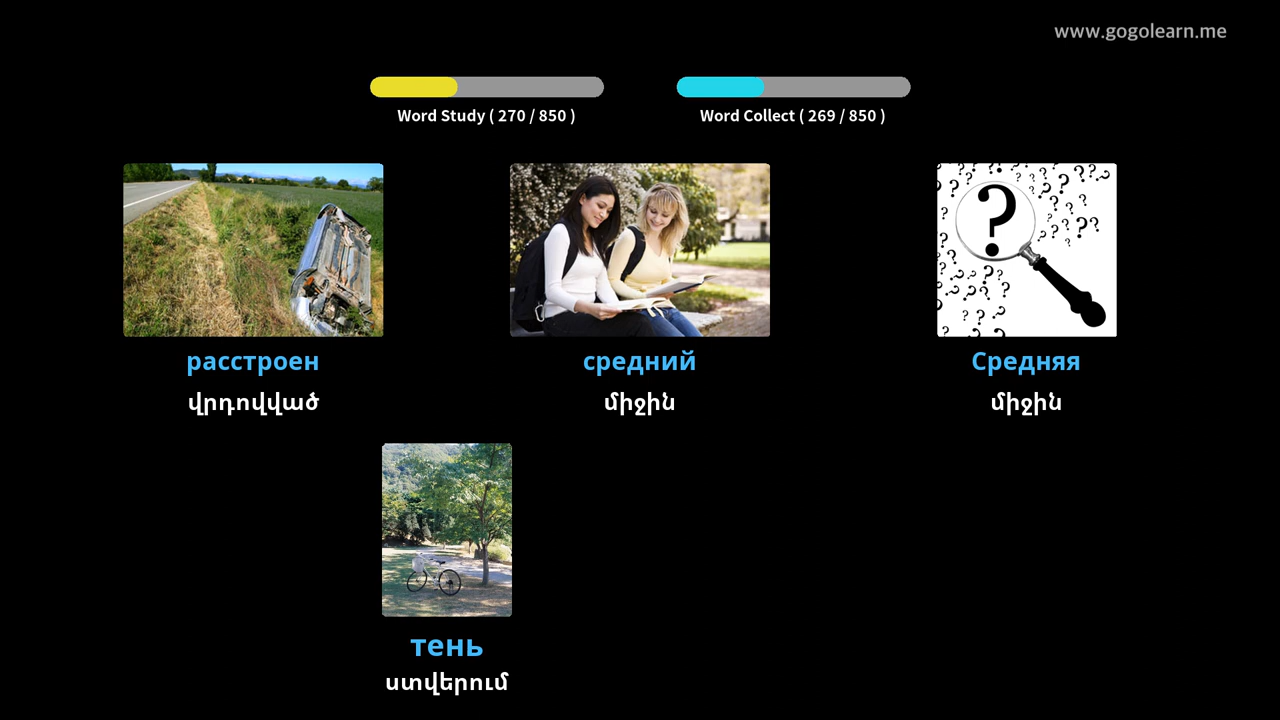 www.gogolearn.me
Word Study ( 270 / 850 )
Word Collect ( 269 / 850 )
расстроен
средний
Средняя
վրդովված
միջին
միջին
тень
ստվերում